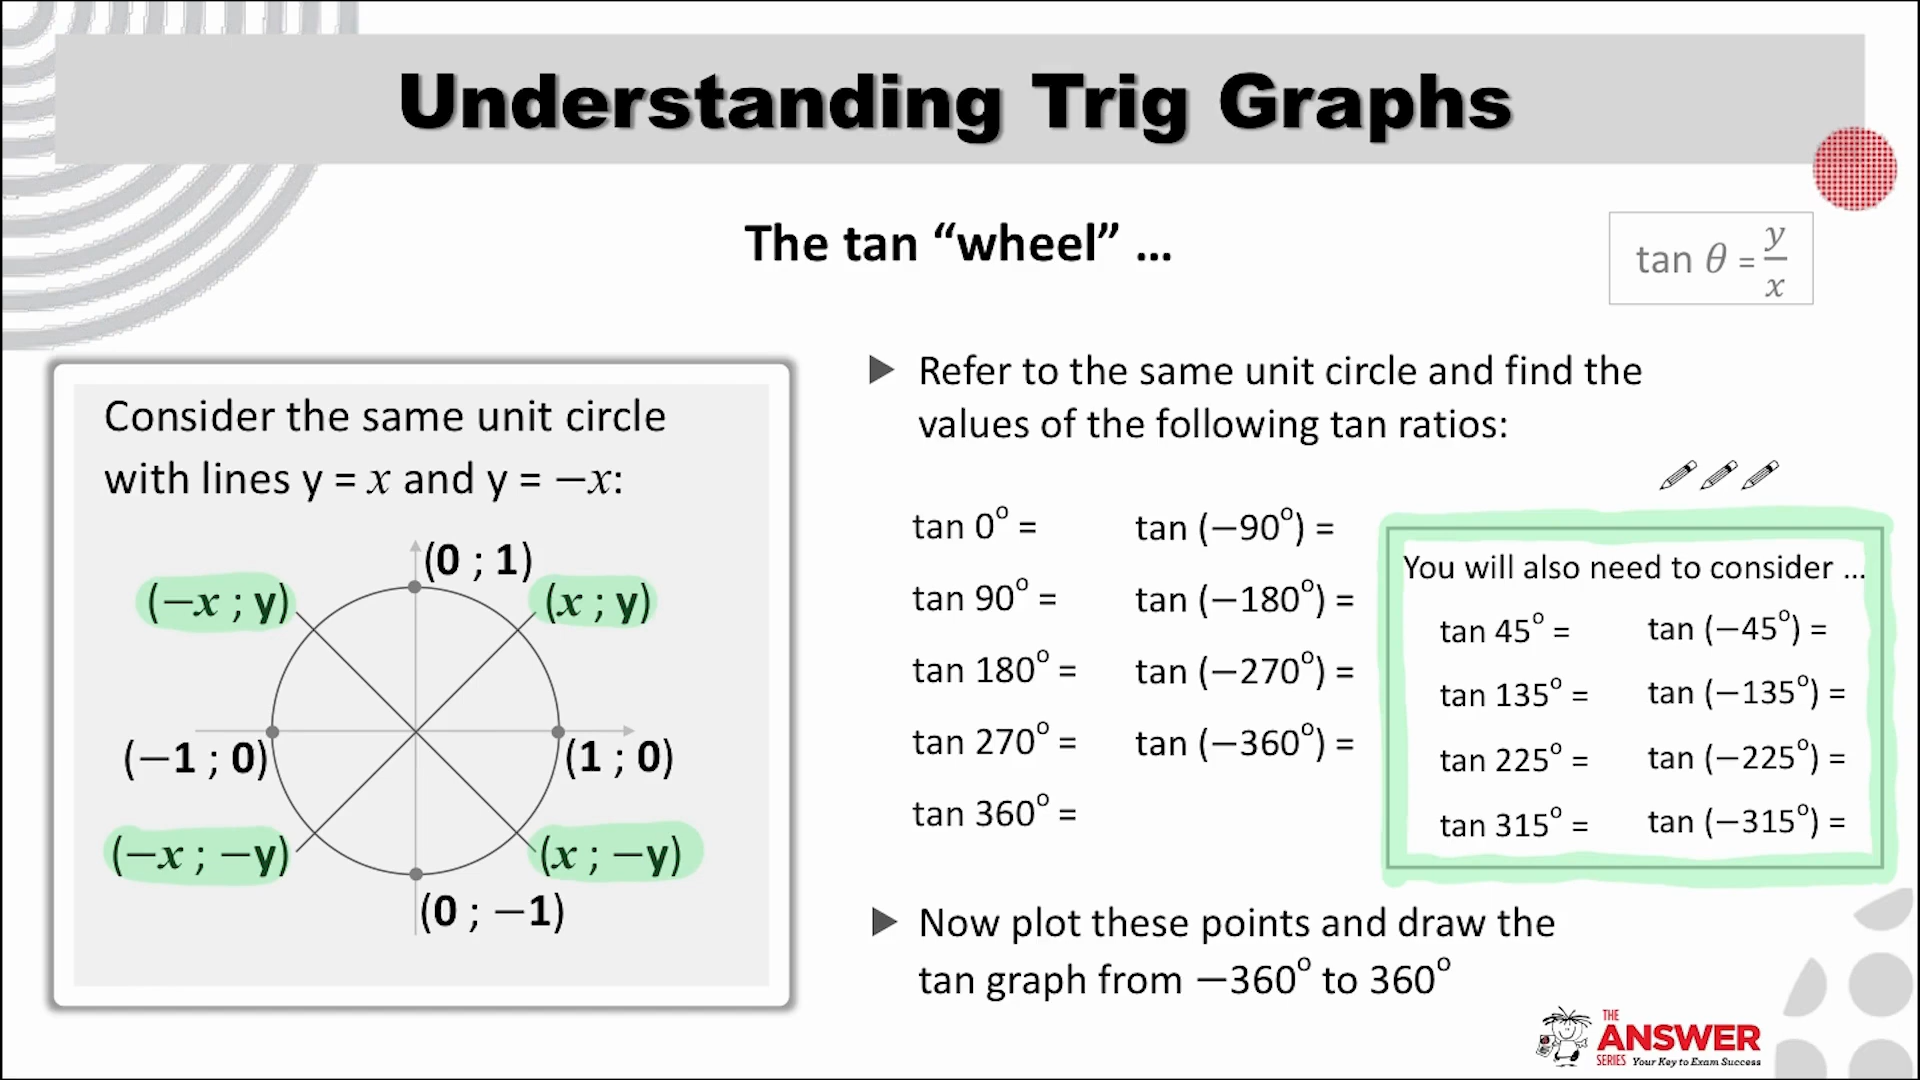 Understanding Trig Graphs
The tan “wheel” ...
tan θ = y/x
Consider the same unit circle
with lines y = x and y = −x:
(0 ; 1)
(−x ; y)
(x ; y)
(−1 ; 0)
(1 ; 0)
(−x ; −y)
(x ; −y)
(0 ; −1)
Refer to the same unit circle and find the
values of the following tan ratios:
tan 0° =
tan 90° =
tan 180° =
tan 270° =
tan 360° =
tan (−90°) =
tan (−180°) =
tan (−270°) =
tan (−360°) =
You will also need to consider ...
tan 45° =
tan 135° =
tan 225° =
tan 315° =
tan (−45°) =
tan (−135°) =
tan (−225°) =
tan (−315°) =
Now plot these points and draw the
tan graph from −360° to 360°
THE
ANSWER
SERIES Your Key to Exam Success